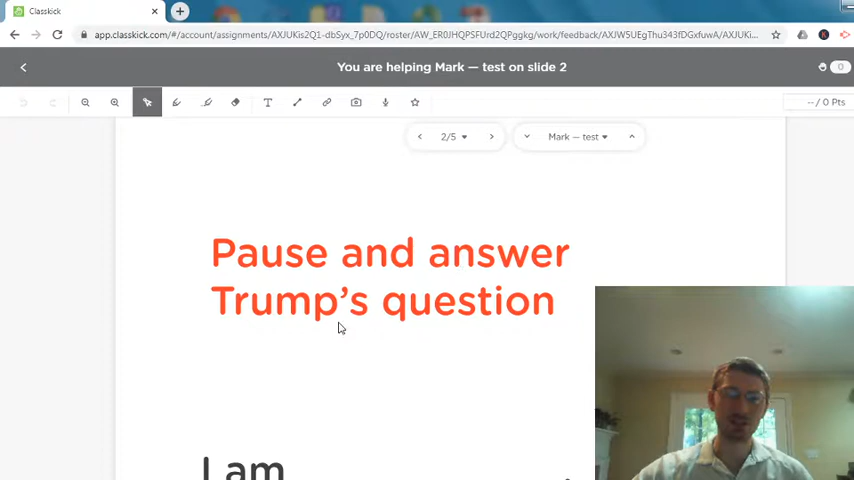 Classkick
app.classkick.com/#/account/assignments/AXJUKis2Q1-dbSyx_7p0DQ/roster/AW_ER0JHQPSFUrd2QPggkg/work/feedback/AXJW5UEgThu343fDGxfuwA/AXJUKi...
You are helping Mark — test on slide 2
0
-- / 0 Pts
2/5
Mark — test
Pause and answer
Trump's question
I am